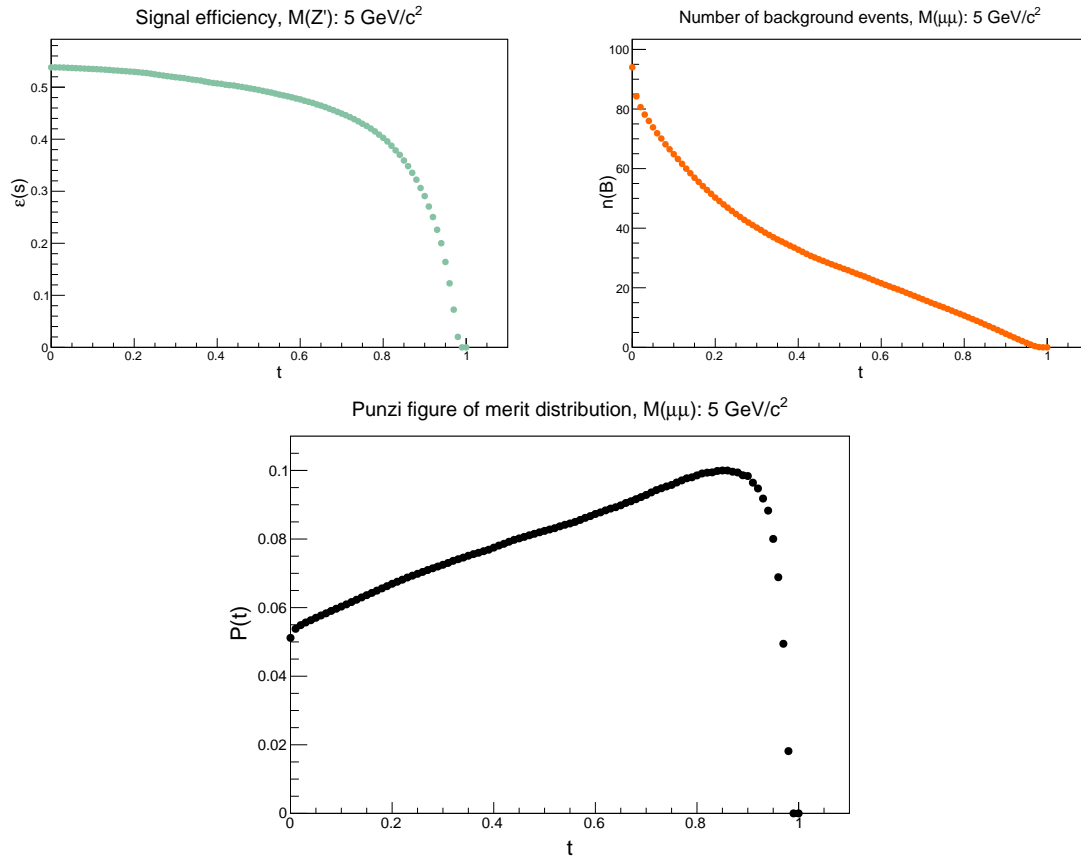 Signal efficiency, M(Z'): 5 GeV/c²
ε(s)
0.5
0.4
0.3
0.2
0.1
0
0 0.2 0.4 0.6 0.8 1
t
Number of background events, M(μμ): 5 GeV/c²
n(B)
100
80
60
40
20
0
0 0.2 0.4 0.6 0.8 1
t
Punzi figure of merit distribution, M(μμ): 5 GeV/c²
P(t)
0.1
0.08
0.06
0.04
0.02
0
0 0.2 0.4 0.6 0.8 1
t